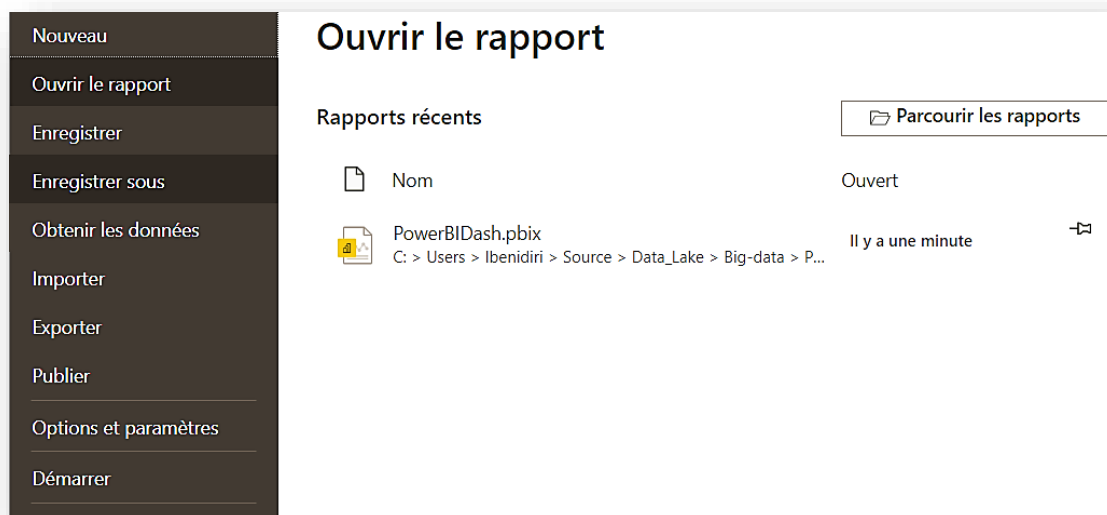 Nouveau
Ouvrir le rapport
Enregistrer
Enregistrer sous
Obtenir les données
Importer
Exporter
Publier
Options et paramètres
Démarrer
Ouvrir le rapport
Rapports récents
Parcourir les rapports
Nom
Ouvert
PowerBIDash.pbix
Il y a une minute
C: > Users > lbenidiri > Source > Data_Lake > Big-data > P...